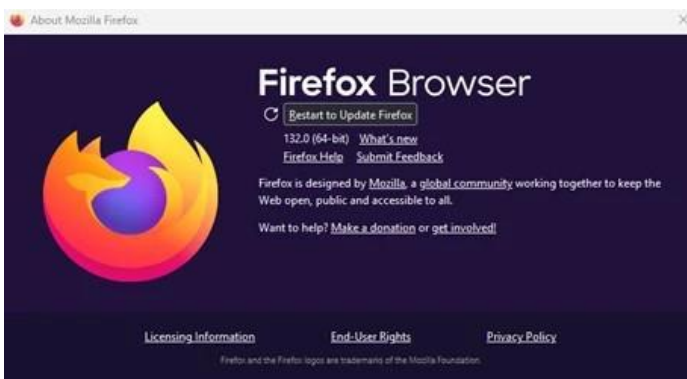 About Mozilla Firefox
Firefox Browser
Restart to Update Firefox
132.0 (64-bit) What's new
Firefox Help Submit Feedback
Firefox is designed by Mozilla, a global community working together to keep the
Web open, public and accessible to all.
Want to help? Make a donation or get involved!
Licensing Information End-User Rights Privacy Policy
Firefox and the Firefox logos are trademarks of the Mozilla Foundation.